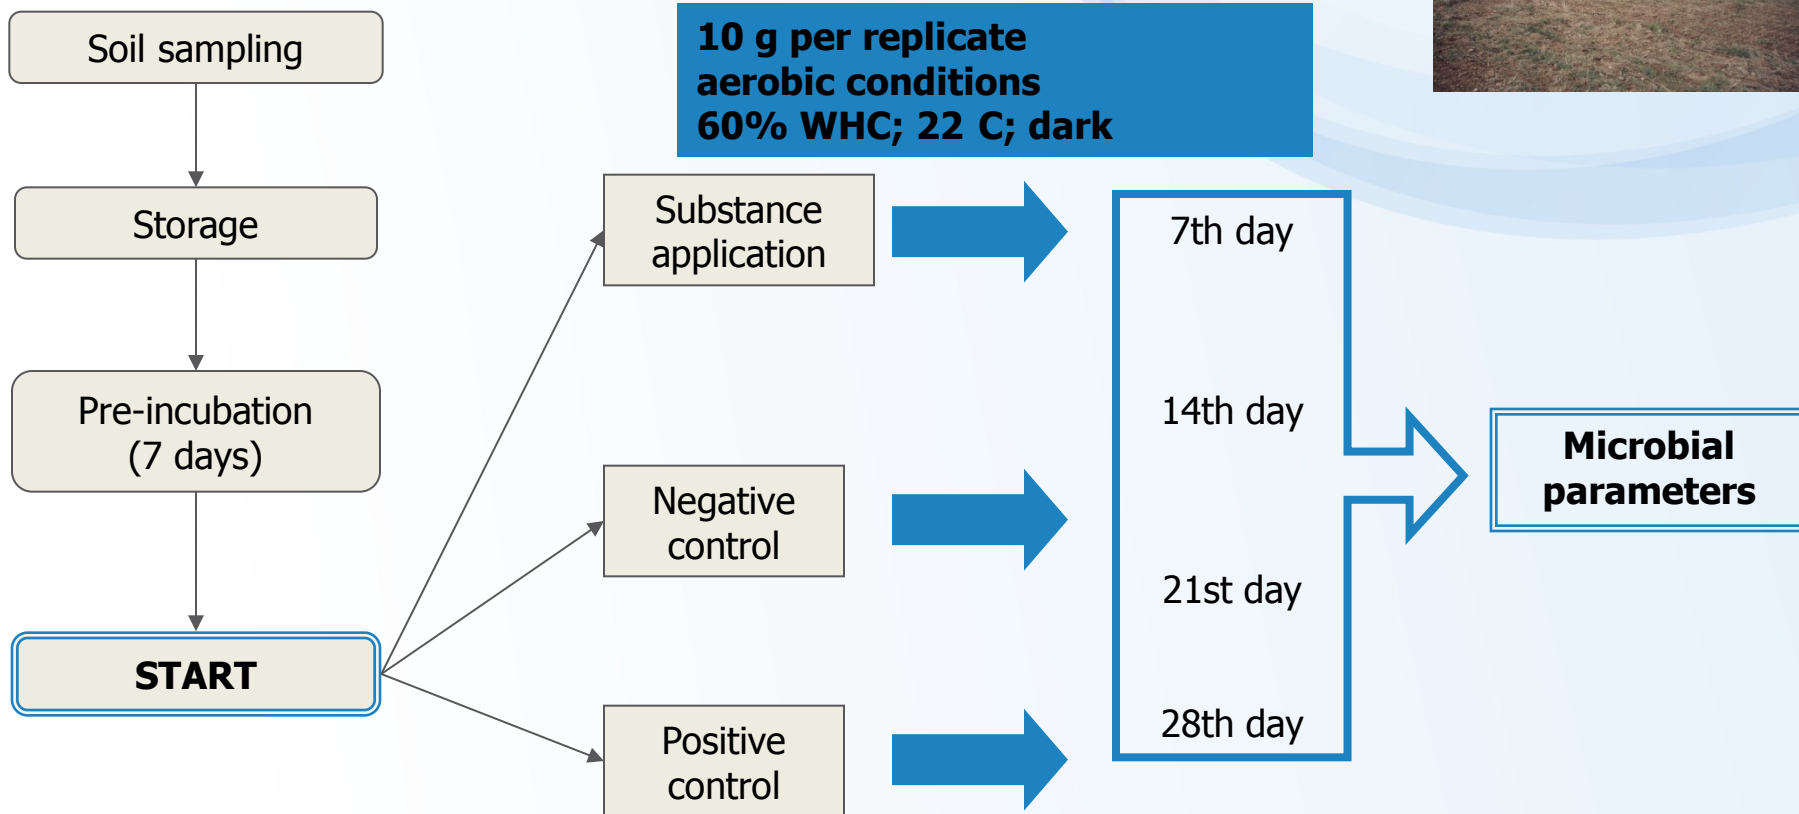 Soil sampling
Storage
Pre-incubation
(7 days)
START
10 g per replicate
aerobic conditions
60% WHC; 22 C; dark
Substance
application
Negative
control
Positive
control
7th day
14th day
21st day
28th day
Microbial
parameters